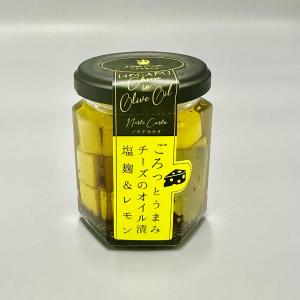 Cheese
in
Olive Oil
Norte Carta
ノルテカルタ
ごろっとうまみ
チーズのオイル漬
塩麹&レモン